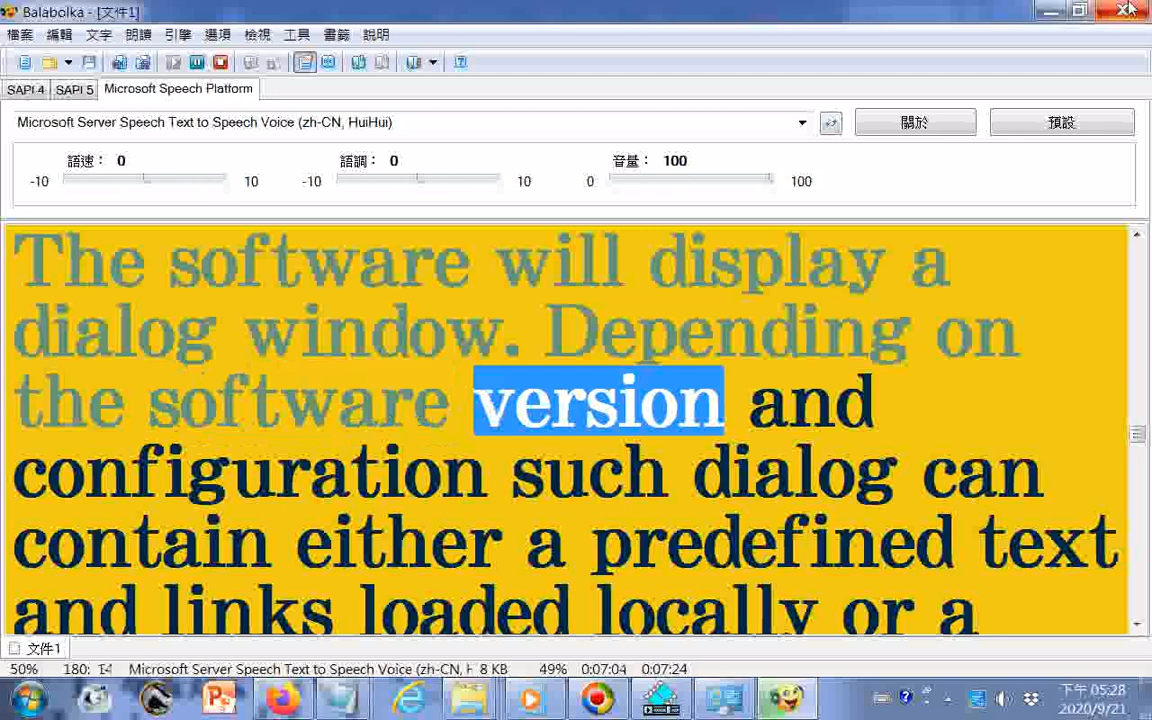 Balabolka - [文件1]
檔案 編輯 文字 朗讀 引擎 選項 檢視 工具 書籤 說明
SAPI 4 SAPI 5 Microsoft Speech Platform
Microsoft Server Speech Text to Speech Voice (zh-CN, HuiHui) 關於 預設
語速： 0 語調： 0 音量： 100
-10 10 -10 10 0 100
The software will display a
dialog window. Depending on
the software version and
configuration such dialog can
contain either a predefined text
and links loaded locally or a
文件1
50% 180: 14 Microsoft Server Speech Text to Speech Voice (zh-CN, H 8 KB 49% 0:07:04 0:07:24
下午 05:28
2020/9/21